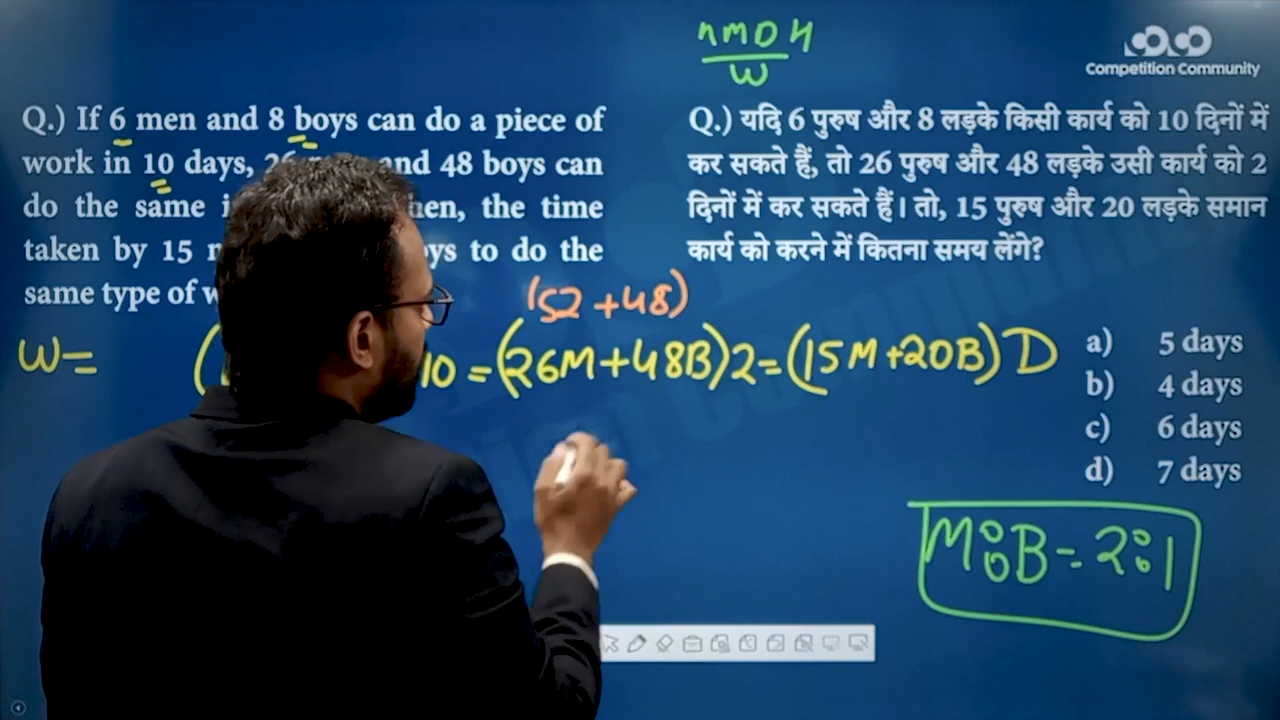 nMDH
W
Competition Community
Q.) If 6 men and 8 boys can do a piece of
work in 10 days, 26 and 48 boys can
do the same the time
taken by 15 to do the
same type of
Q.) यदि 6 पुरुष और 8 लड़के किसी कार्य को 10 दिनों में
कर सकते हैं, तो 26 पुरुष और 48 लड़के उसी कार्य को 2
दिनों में कर सकते हैं। तो, 15 पुरुष और 20 लड़के समान
कार्य को करने में कितना समय लेंगे?
(52+48)
W= ( 10=(26M+48B)2=(15M+20B)D
a) 5 days
b) 4 days
c) 6 days
d) 7 days
M:B=2:1